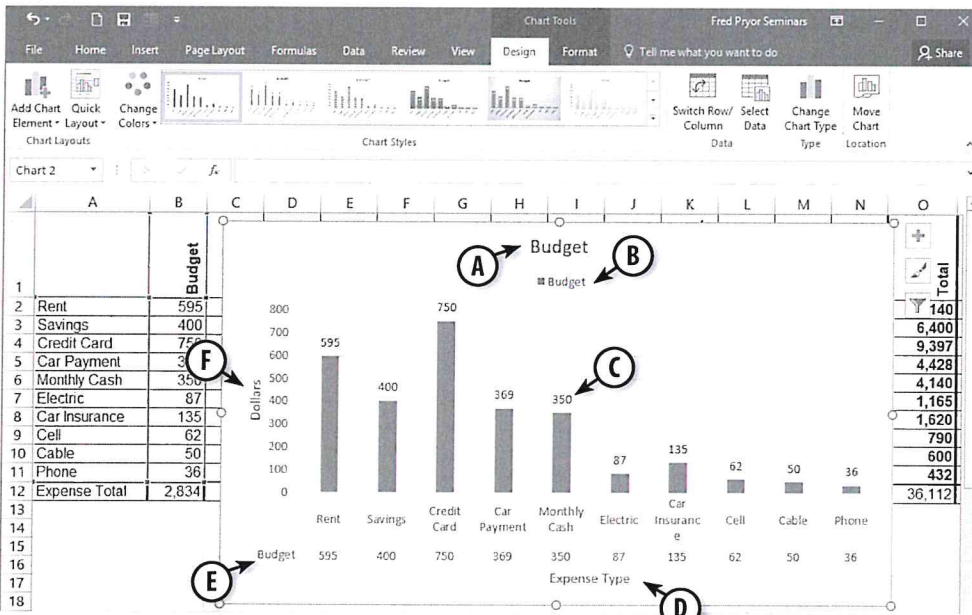 Chart Tools Fred Pryor Seminars
File Home Insert Page Layout Formulas Data Review View Design Format Tell me what you want to do Share
Add Chart Element Quick Layout Change Colors Switch Row/ Column Select Data Change Chart Type Move Chart
Chart Layouts Chart Styles Data Type Location
Chart 2 fx
A B C D E F G H I J K L M N O
1 Budget Total
2 Rent 595 140
3 Savings 400 6,400
4 Credit Card 9,397
5 Car Payment 4,428
6 Monthly Cash 350 4,140
7 Electric 87 1,165
8 Car Insurance 135 1,620
9 Cell 62 790
10 Cable 50 600
11 Phone 36 432
12 Expense Total 2,834 36,112
13
14
15
16
17
18
A Budget
B Budget
800
700
600
500
400
300
200
100
0
F Dollars
C
595 400 750 369 350 87 135 62 50 36
Rent Savings Credit Card Car Payment Monthly Cash Electric Car Insuranc e Cell Cable Phone
Budget 595 400 750 369 350 87 135 62 50 36
E
Expense Type
D